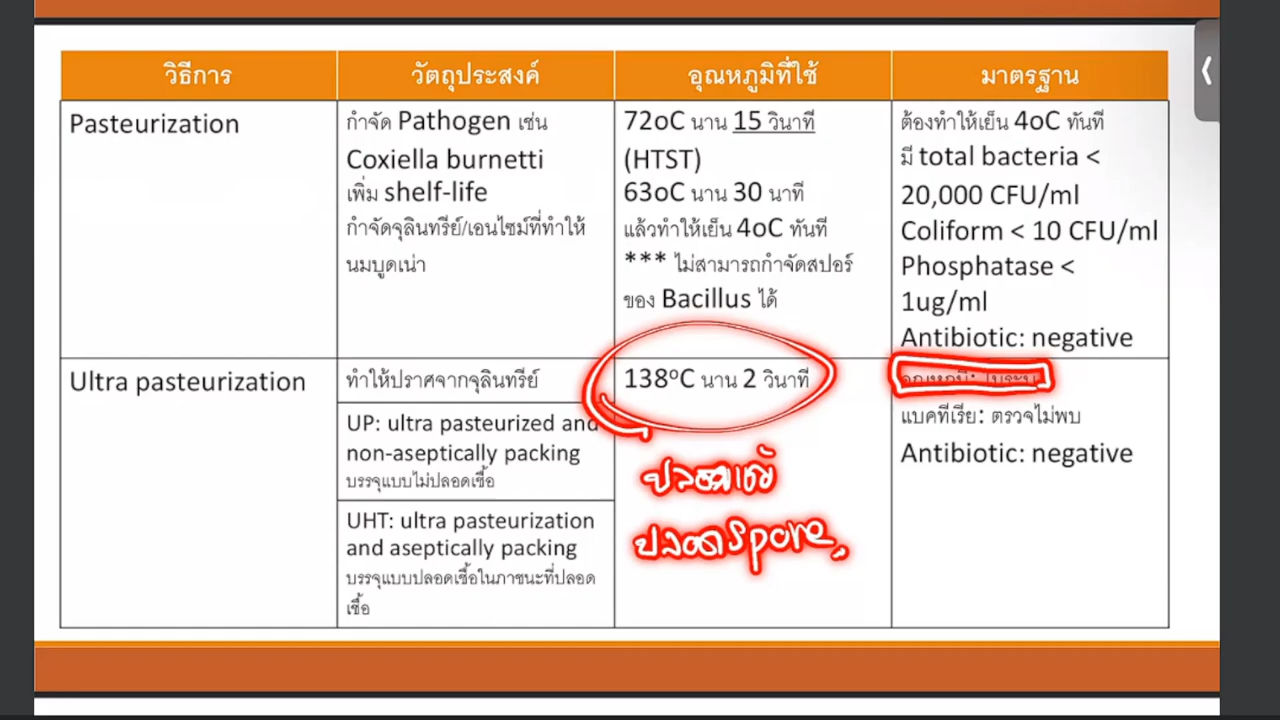 วิธีการ
วัตถุประสงค์
อุณหภูมิที่ใช้
มาตรฐาน
Pasteurization
กำจัด Pathogen เช่น
Coxiella burnetti
เพิ่ม shelf-life
กำจัดจุลินทรีย์/เอนไซม์ที่ทำให้
นมบูดเน่า
72oC นาน 15 วินาที
(HTST)
63oC นาน 30 นาที
แล้วทำให้เย็น 4oC ทันที
*** ไม่สามารถกำจัดสปอร์
ของ Bacillus ได้
ต้องทำให้เย็น 4oC ทันที
มี total bacteria <
20,000 CFU/ml
Coliform < 10 CFU/ml
Phosphatase <
1ug/ml
Antibiotic: negative
Ultra pasteurization
ทำให้ปราศจากจุลินทรีย์
UP: ultra pasteurized and
non-aseptically packing
บรรจุแบบไม่ปลอดเชื้อ
UHT: ultra pasteurization
and aseptically packing
บรรจุแบบปลอดเชื้อในภาชนะที่ปลอด
เชื้อ
138ºC นาน 2 วินาที
ปลอดเชื้อ
ปลอด Spore
อุณหภูมิ: ไม่ระบุ
แบคทีเรีย: ตรวจไม่พบ
Antibiotic: negative